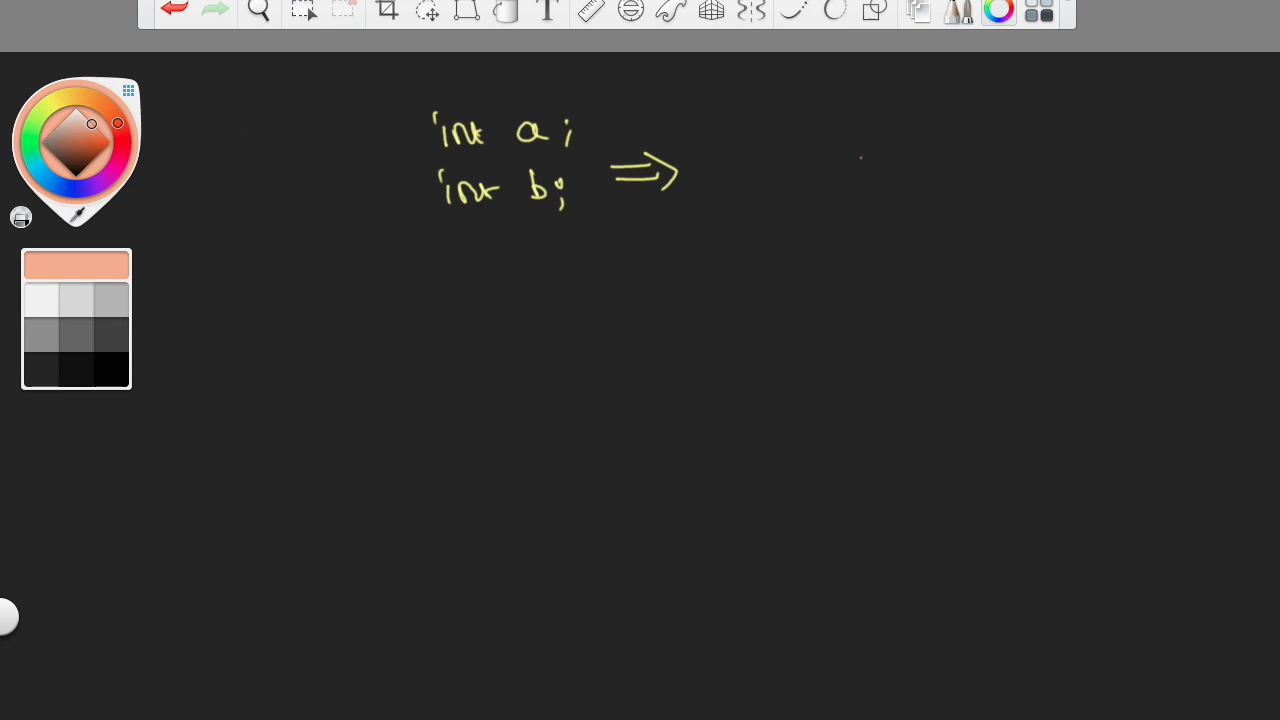 int a;
int b; ⇒